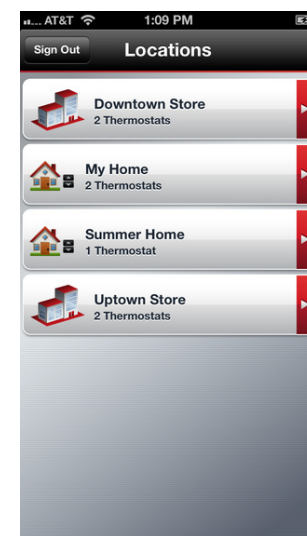 AT&T 1:09 PM
Sign Out Locations
Downtown Store
2 Thermostats
My Home
2 Thermostats
Summer Home
1 Thermostat
Uptown Store
2 Thermostats